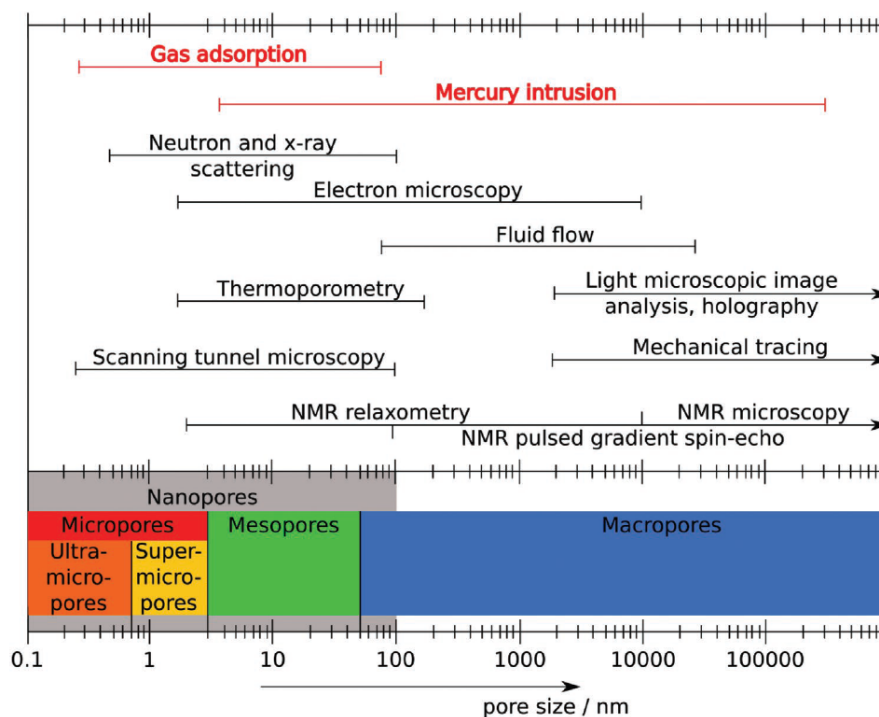 Gas adsorption
Mercury intrusion
Neutron and x-ray
scattering
Electron microscopy
Fluid flow
Thermoporometry
Light microscopic image
analysis, holography
Scanning tunnel microscopy
Mechanical tracing
NMR relaxometry
NMR microscopy
NMR pulsed gradient spin-echo
Nanopores
Micropores
Mesopores
Macropores
Ultra-
micro-
pores
Super-
micro-
pores
0.1 1 10 100 1000 10000 100000
pore size / nm